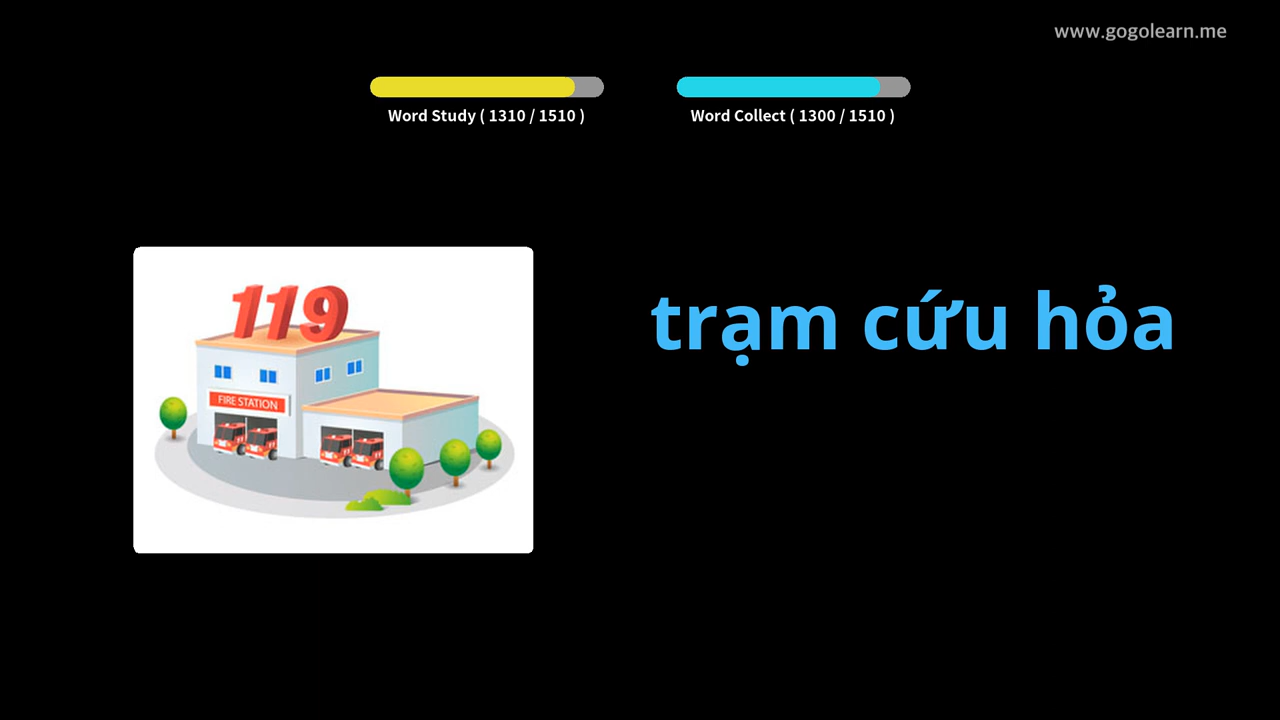 www.gogolearn.me
Word Study ( 1310 / 1510 )
Word Collect ( 1300 / 1510 )
119
FIRE STATION
trạm cứu hỏa